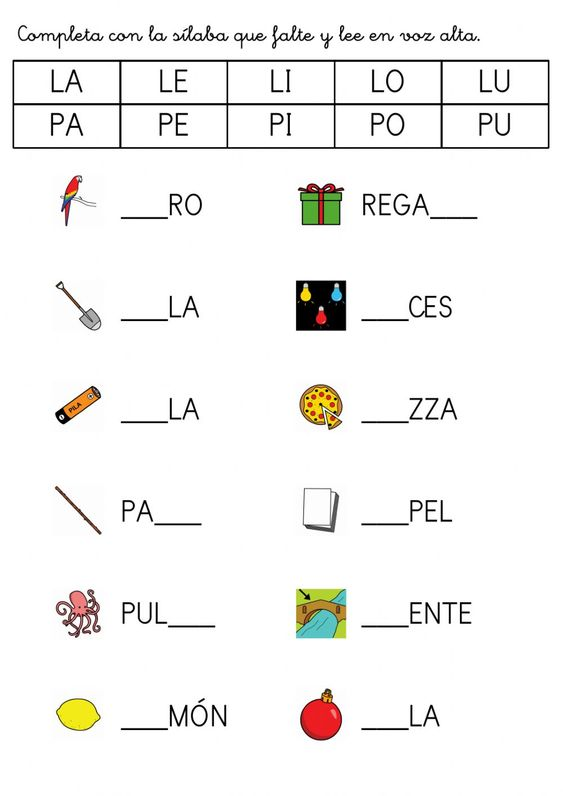 Completa con la sílaba que falte y lee en voz alta.
LA LE LI LO LU
PA PE PI PO PU
___RO REGA___
___LA ___CES
PILA ___LA ___ZZA
PA___ ___PEL
PUL___ ___ENTE
___MÓN ___LA